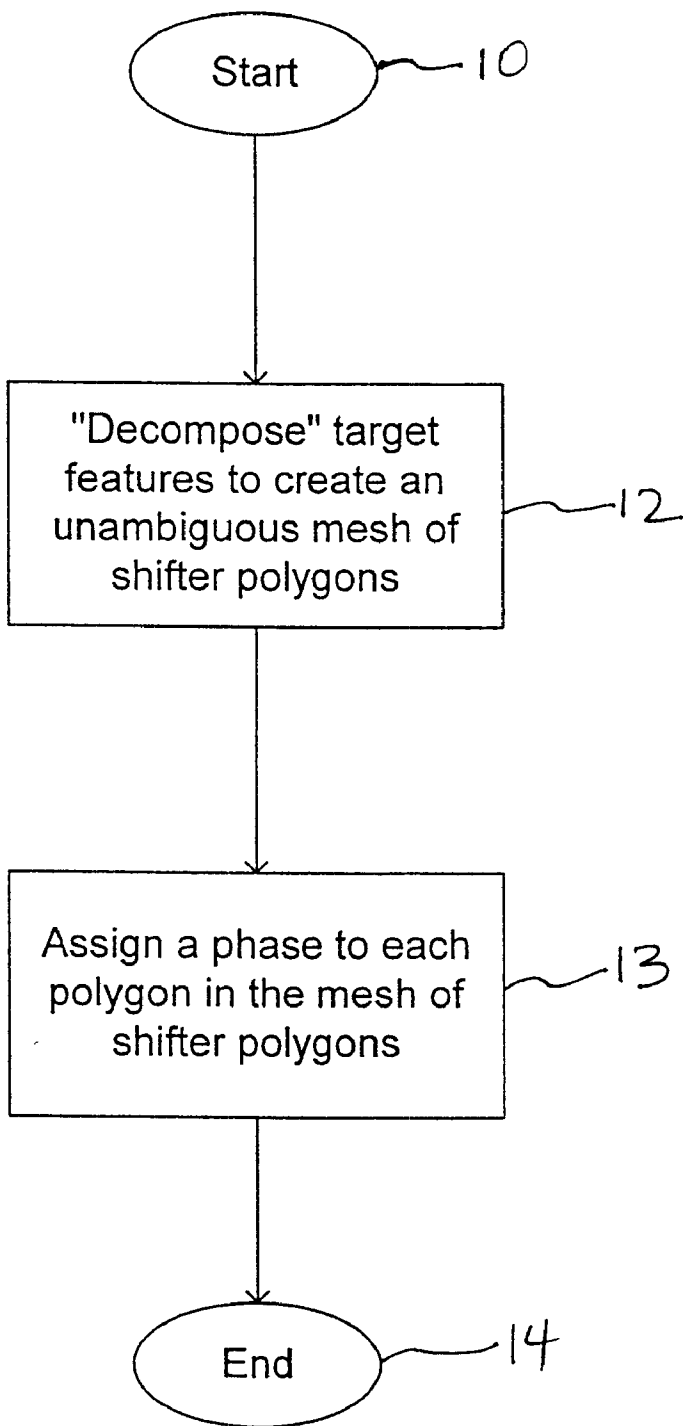 Start
10
"Decompose" target
features to create an
unambiguous mesh of
shifter polygons
12
Assign a phase to each
polygon in the mesh of
shifter polygons
13
End
14